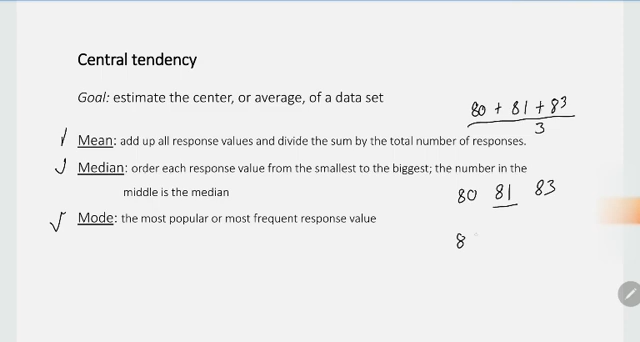 Central tendency
Goal: estimate the center, or average, of a data set
80 + 81 + 83
3
Mean: add up all response values and divide the sum by the total number of responses.
Median: order each response value from the smallest to the biggest; the number in the
middle is the median
80 81 83
Mode: the most popular or most frequent response value
8